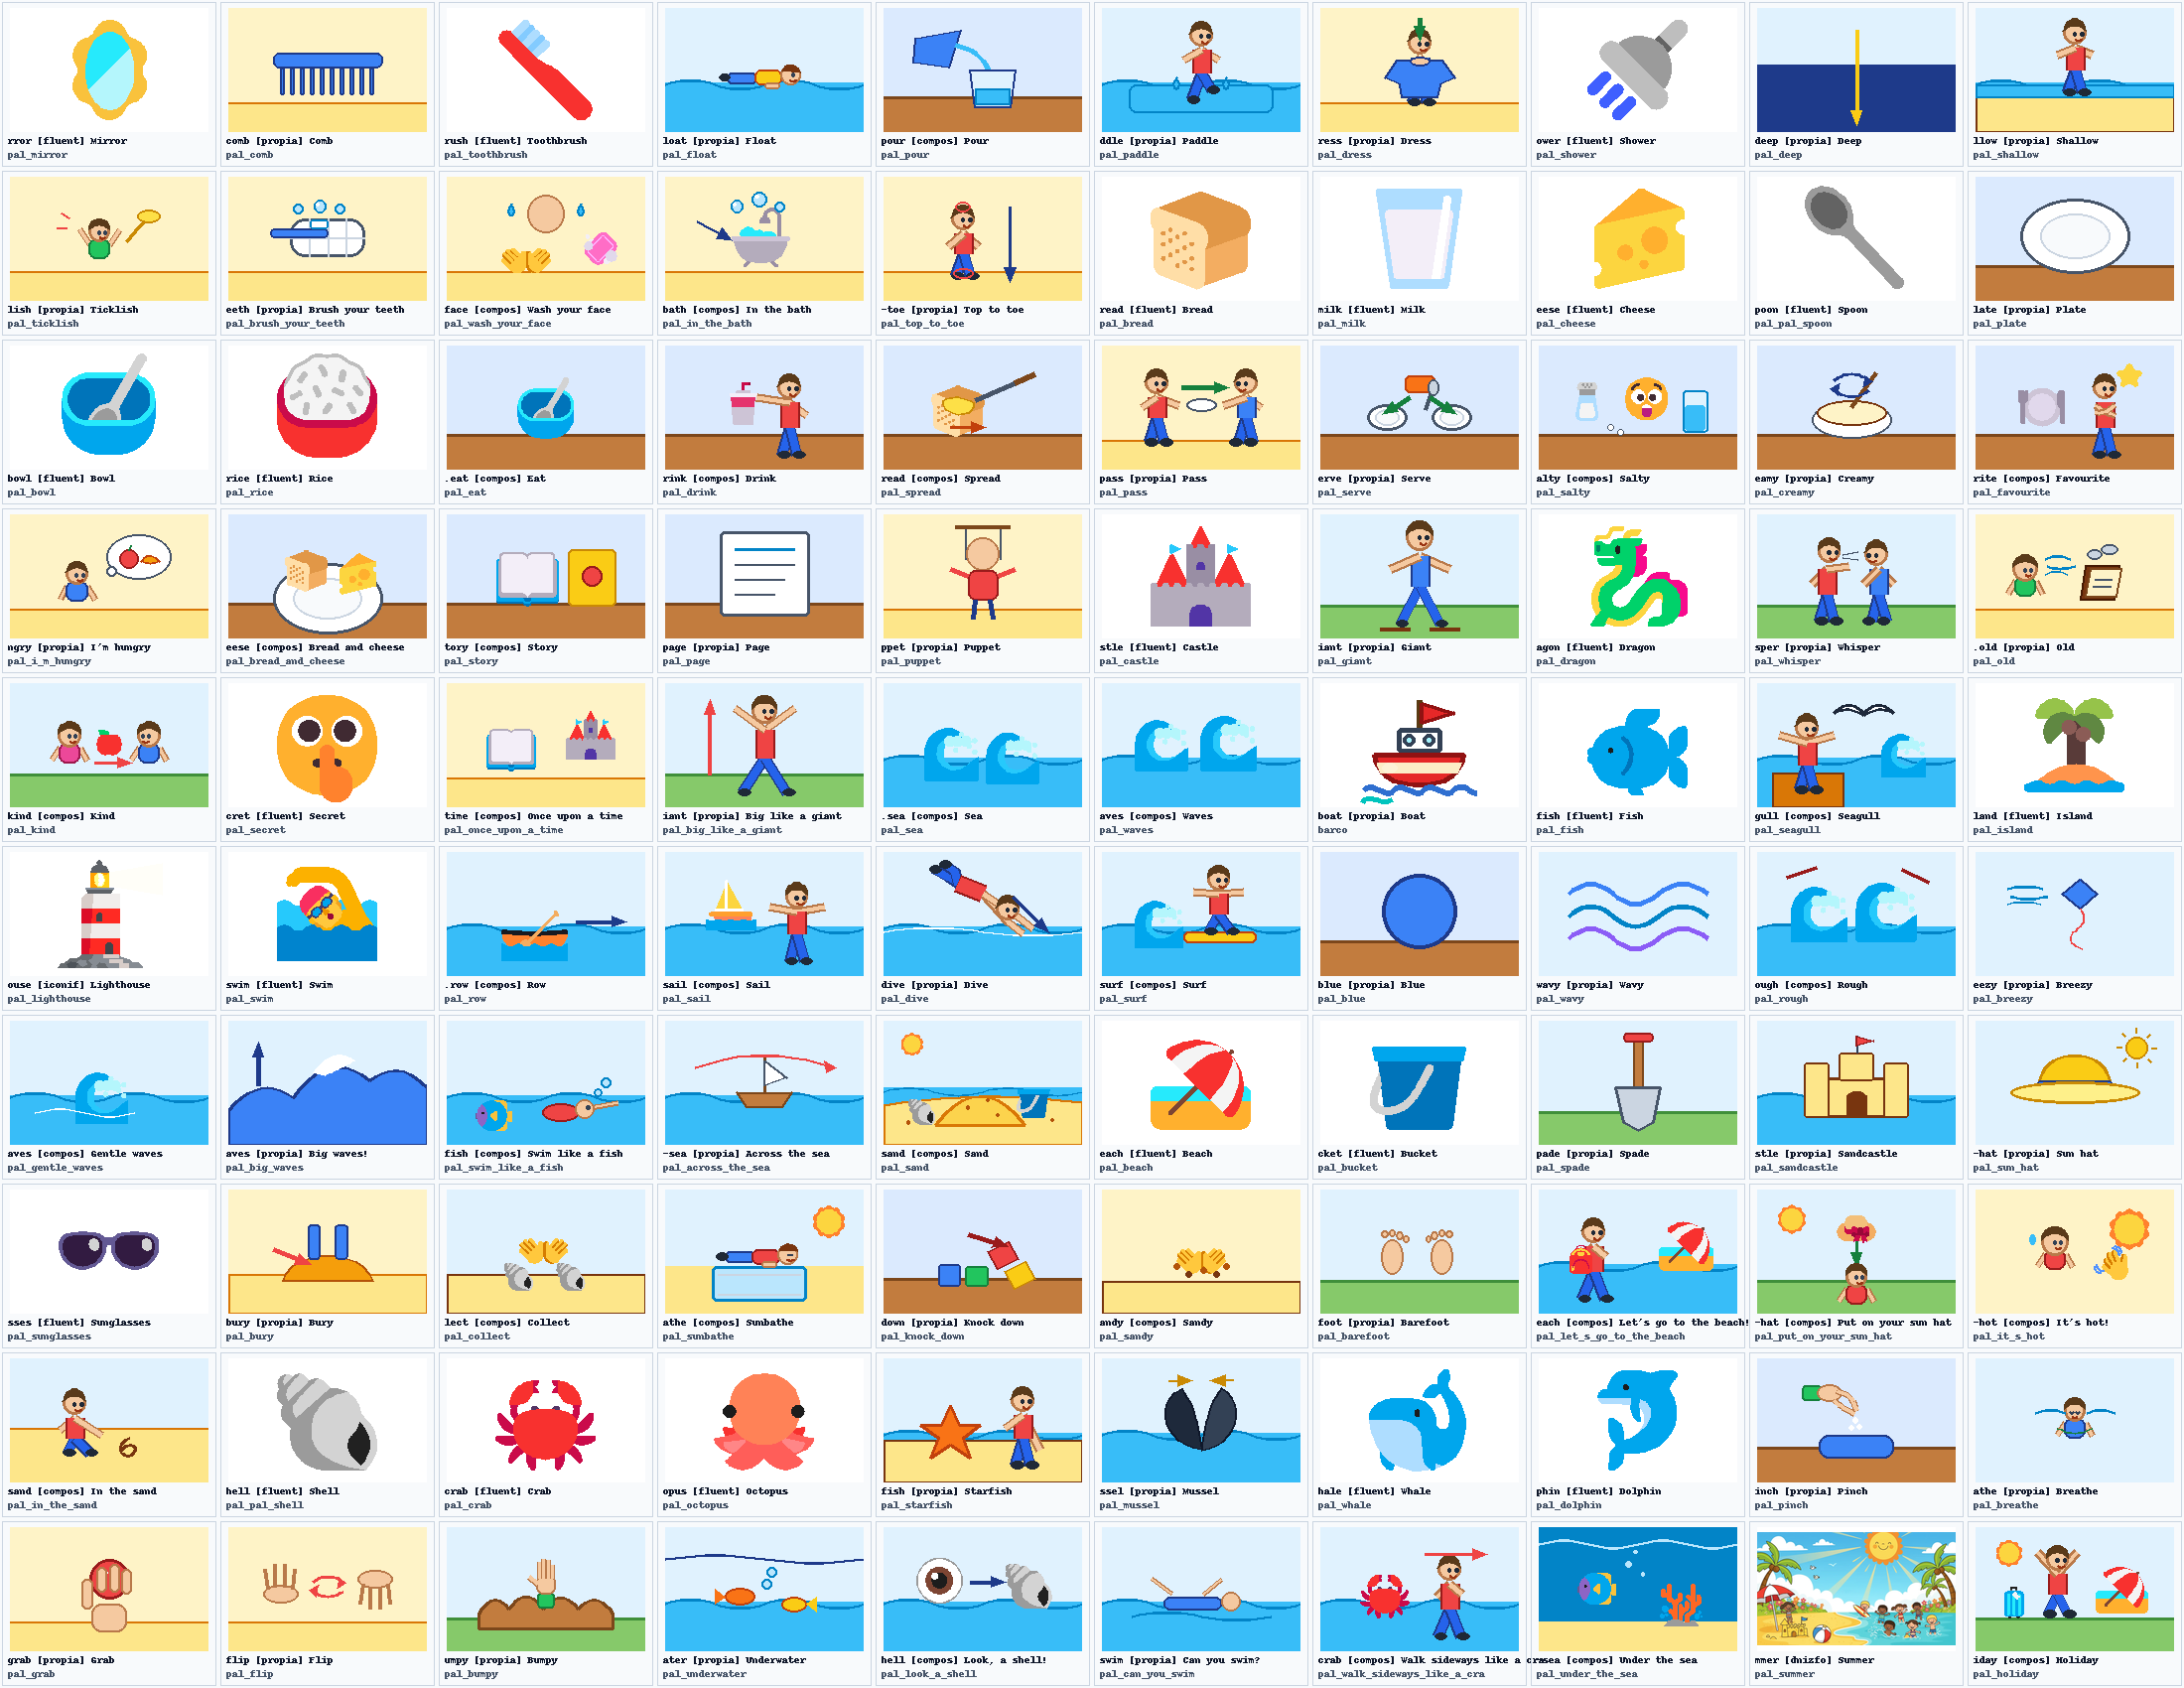 rror [fluent] Mirror
pal_mirror
comb [propia] Comb
pal_comb
rush [fluent] Toothbrush
pal_toothbrush
loat [propia] Float
pal_float
pour [compos] Pour
pal_pour
ddle [propia] Paddle
pal_paddle
ress [propia] Dress
pal_dress
ower [fluent] Shower
pal_shower
deep [propia] Deep
pal_deep
llow [propia] Shallow
pal_shallow
lish [propia] Ticklish
pal_ticklish
eeth [propia] Brush your teeth
pal_brush_your_teeth
face [compos] Wash your face
pal_wash_your_face
bath [compos] In the bath
pal_in_the_bath
-toe [propia] Top to toe
pal_top_to_toe
read [fluent] Bread
pal_bread
milk [fluent] Milk
pal_milk
eese [fluent] Cheese
pal_cheese
poon [fluent] Spoon
pal_pal_spoon
late [propia] Plate
pal_plate
bowl [fluent] Bowl
pal_bowl
rice [fluent] Rice
pal_rice
.eat [compos] Eat
pal_eat
rink [compos] Drink
pal_drink
read [compos] Spread
pal_spread
pass [propia] Pass
pal_pass
erve [propia] Serve
pal_serve
alty [compos] Salty
pal_salty
eamy [propia] Creamy
pal_creamy
rite [compos] Favourite
pal_favourite
ngry [propia] I'm hungry
pal_i_m_hungry
eese [compos] Bread and cheese
pal_bread_and_cheese
tory [compos] Story
pal_story
page [propia] Page
pal_page
ppet [propia] Puppet
pal_puppet
stle [fluent] Castle
pal_castle
iant [propia] Giant
pal_giant
agon [fluent] Dragon
pal_dragon
sper [propia] Whisper
pal_whisper
.old [propia] Old
pal_old
kind [compos] Kind
pal_kind
cret [fluent] Secret
pal_secret
time [compos] Once upon a time
pal_once_upon_a_time
iant [propia] Big like a giant
pal_big_like_a_giant
.sea [compos] Sea
pal_sea
aves [compos] Waves
pal_waves
boat [propia] Boat
barco
fish [fluent] Fish
pal_fish
gull [compos] Seagull
pal_seagull
land [fluent] Island
pal_island
ouse [iconif] Lighthouse
pal_lighthouse
swim [fluent] Swim
pal_swim
.row [compos] Row
pal_row
sail [compos] Sail
pal_sail
dive [propia] Dive
pal_dive
surf [compos] Surf
pal_surf
blue [propia] Blue
pal_blue
wavy [propia] Wavy
pal_wavy
ough [compos] Rough
pal_rough
eezy [propia] Breezy
pal_breezy
aves [compos] Gentle waves
pal_gentle_waves
aves [propia] Big waves!
pal_big_waves
fish [compos] Swim like a fish
pal_swim_like_a_fish
-sea [propia] Across the sea
pal_across_the_sea
sand [compos] Sand
pal_sand
each [fluent] Beach
pal_beach
cket [fluent] Bucket
pal_bucket
pade [propia] Spade
pal_spade
stle [propia] Sandcastle
pal_sandcastle
-hat [propia] Sun hat
pal_sun_hat
sses [fluent] Sunglasses
pal_sunglasses
bury [propia] Bury
pal_bury
lect [compos] Collect
pal_collect
athe [compos] Sunbathe
pal_sunbathe
down [propia] Knock down
pal_knock_down
andy [compos] Sandy
pal_sandy
foot [propia] Barefoot
pal_barefoot
each [compos] Let's go to the beach!
pal_let_s_go_to_the_beach
-hat [compos] Put on your sun hat
pal_put_on_your_sun_hat
-hot [compos] It's hot!
pal_it_s_hot
sand [compos] In the sand
pal_in_the_sand
hell [fluent] Shell
pal_pal_shell
crab [fluent] Crab
pal_crab
opus [fluent] Octopus
pal_octopus
fish [propia] Starfish
pal_starfish
ssel [propia] Mussel
pal_mussel
hale [fluent] Whale
pal_whale
phin [fluent] Dolphin
pal_dolphin
inch [propia] Pinch
pal_pinch
athe [propia] Breathe
pal_breathe
grab [propia] Grab
pal_grab
flip [propia] Flip
pal_flip
umpy [propia] Bumpy
pal_bumpy
ater [propia] Underwater
pal_underwater
hell [compos] Look, a shell!
pal_look_a_shell
swim [propia] Can you swim?
pal_can_you_swim
crab [compos] Walk sideways like a cra
pal_walk_sideways_like_a_cra
sea [compos] Under the sea
pal_under_the_sea
mmer [dnizfo] Summer
pal_summer
iday [compos] Holiday
pal_holiday